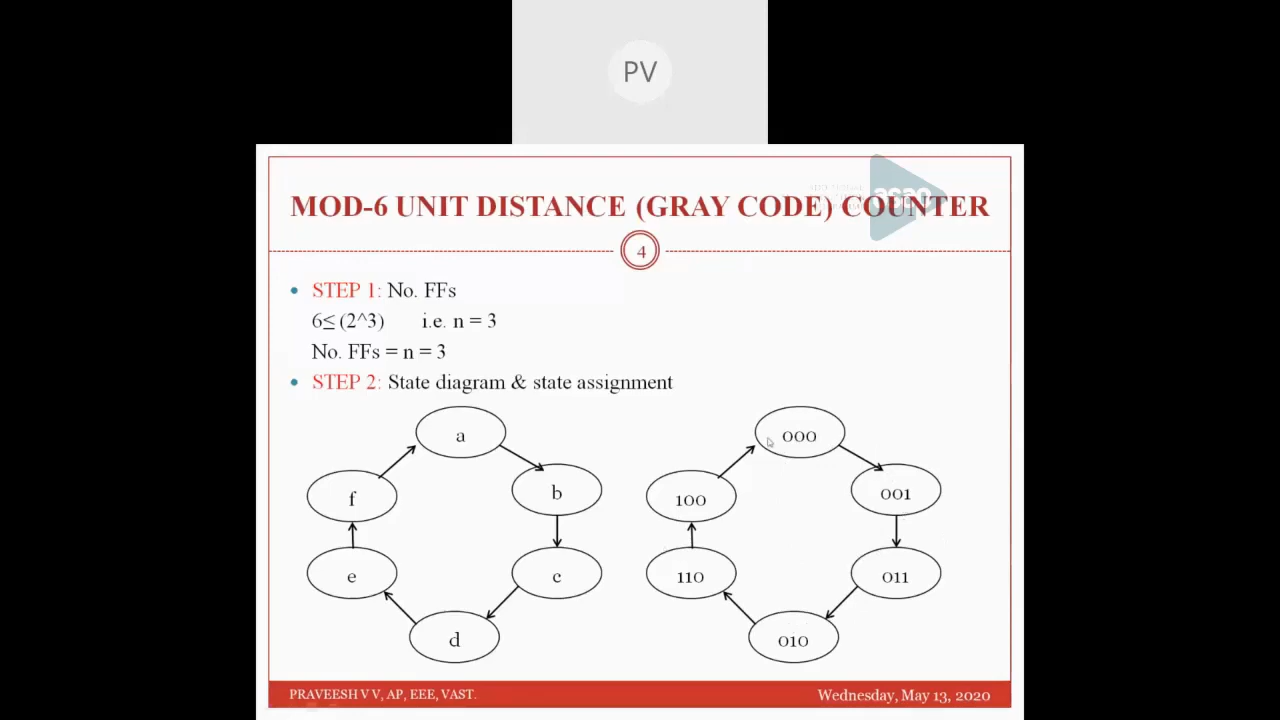 PV
MOD-6 UNIT DISTANCE (GRAY CODE) COUNTER
4
• STEP 1: No. FFs
6≤ (2^3) i.e. n = 3
No. FFs = n = 3
• STEP 2: State diagram & state assignment
a
b
c
d
e
f
000
001
011
010
110
100
PRAVEESH V V, AP, EEE, VAST.
Wednesday, May 13, 2020